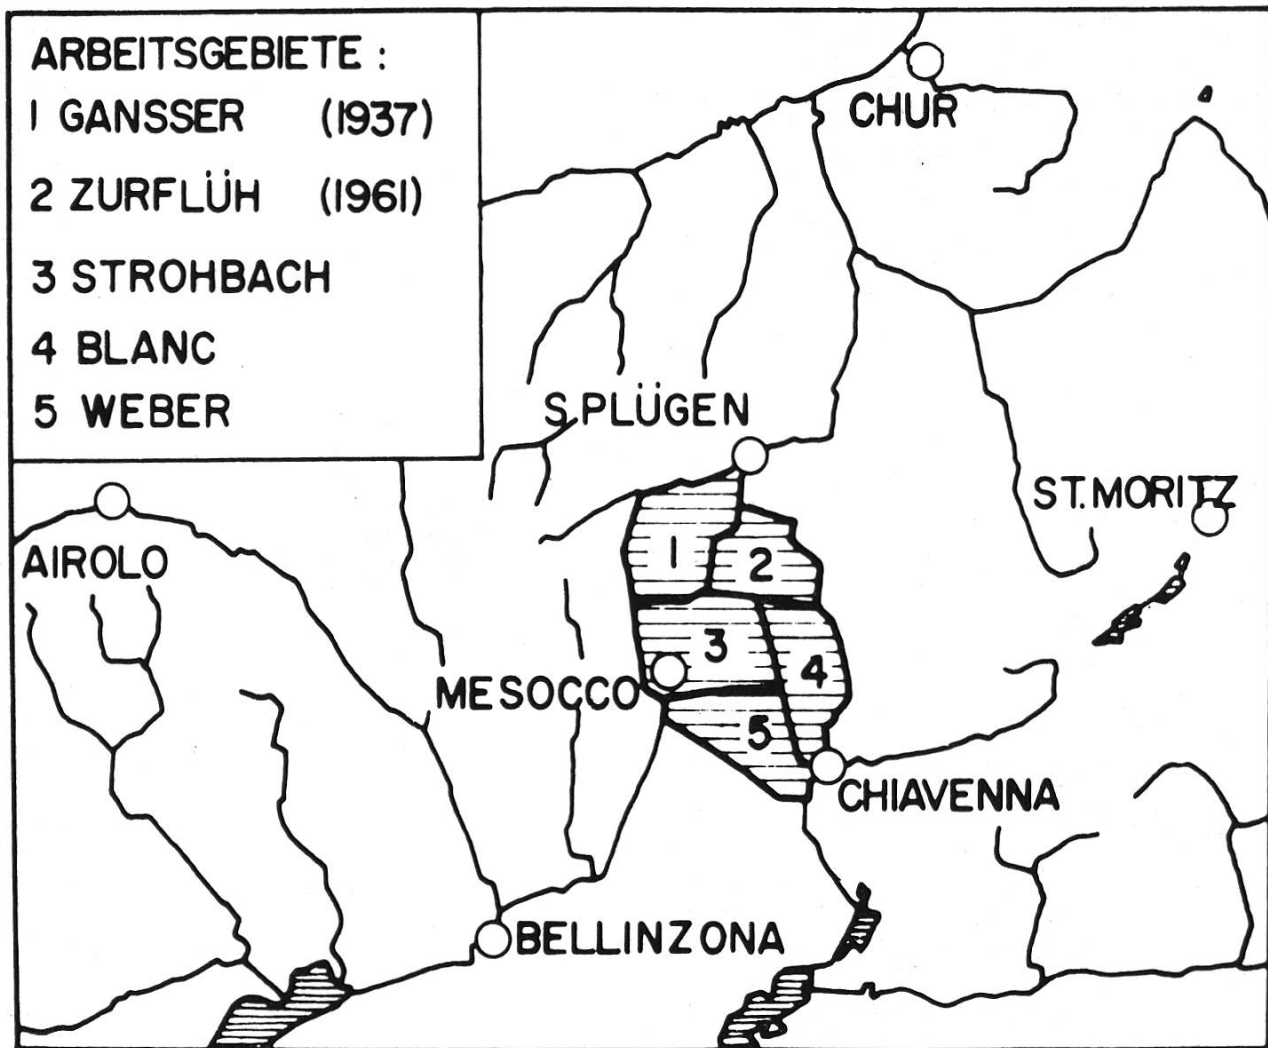 ARBEITSGEBIETE :
1 GANSSER (1937)
2 ZURFLÜH (1961)
3 STROHBACH
4 BLANC
5 WEBER
CHUR
S.PLÜGEN
ST. MORITZ
AIROLO
1
2
3
4
MESOCCO
5
CHIAVENNA
BELLINZONA